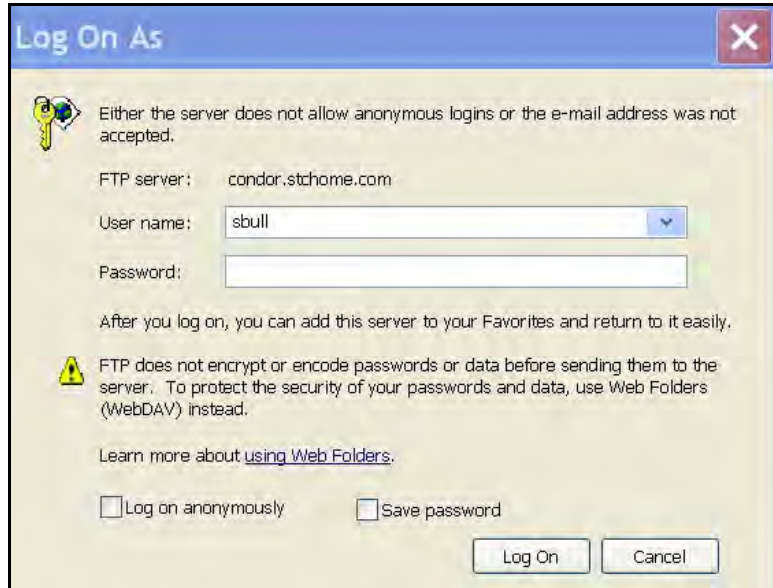 Log On As
Either the server does not allow anonymous logins or the e-mail address was not
accepted.
FTP server: condor.stchome.com
User name: sbull
Password:
After you log on, you can add this server to your Favorites and return to it easily.
FTP does not encrypt or encode passwords or data before sending them to the
server. To protect the security of your passwords and data, use Web Folders
(WebDAV) instead.
Learn more about using Web Folders.
Log on anonymously Save password
Log On Cancel